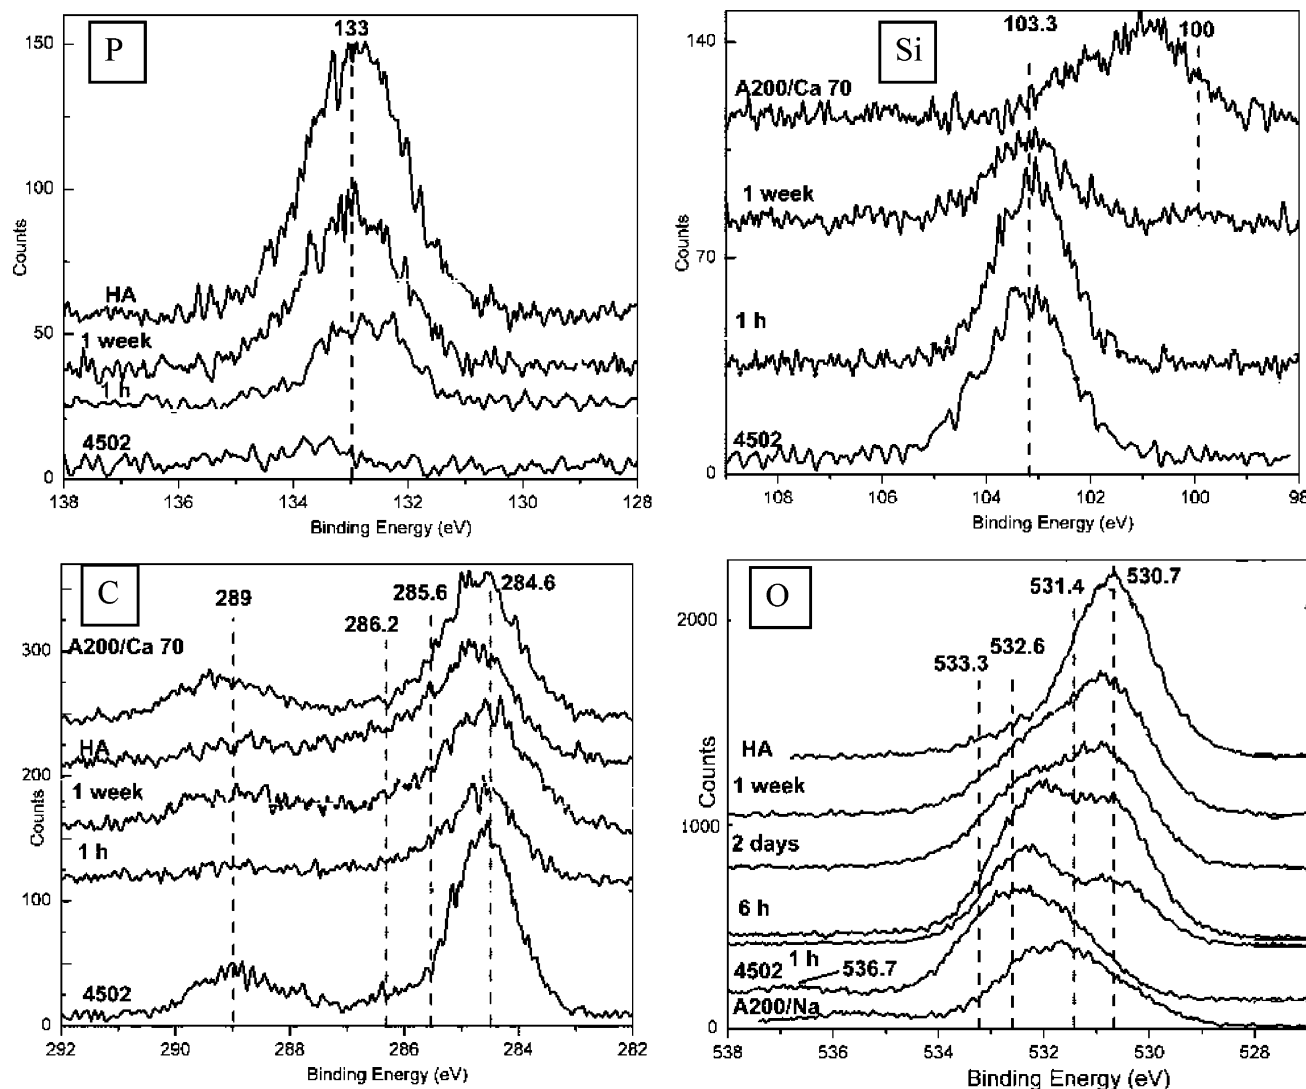 P
133
150
100
50
0
Counts
HA
1 week
1 h
4502
138 136 134 132 130 128
Binding Energy (eV)
Si
103.3
100
140
70
0
Counts
A200/Ca 70
1 week
1 h
4502
108 106 104 102 100 98
Binding Energy (eV)
C
289
286.2
285.6
284.6
300
200
100
0
Counts
A200/Ca 70
HA
1 week
1 h
4502
292 290 288 286 284 282
Binding Energy (eV)
O
533.3
532.6
531.4
530.7
2000
1000
0
Counts
HA
1 week
2 days
6 h
1 h
4502
536.7
A200/Na
538 536 534 532 530 528
Binding Energy (eV)